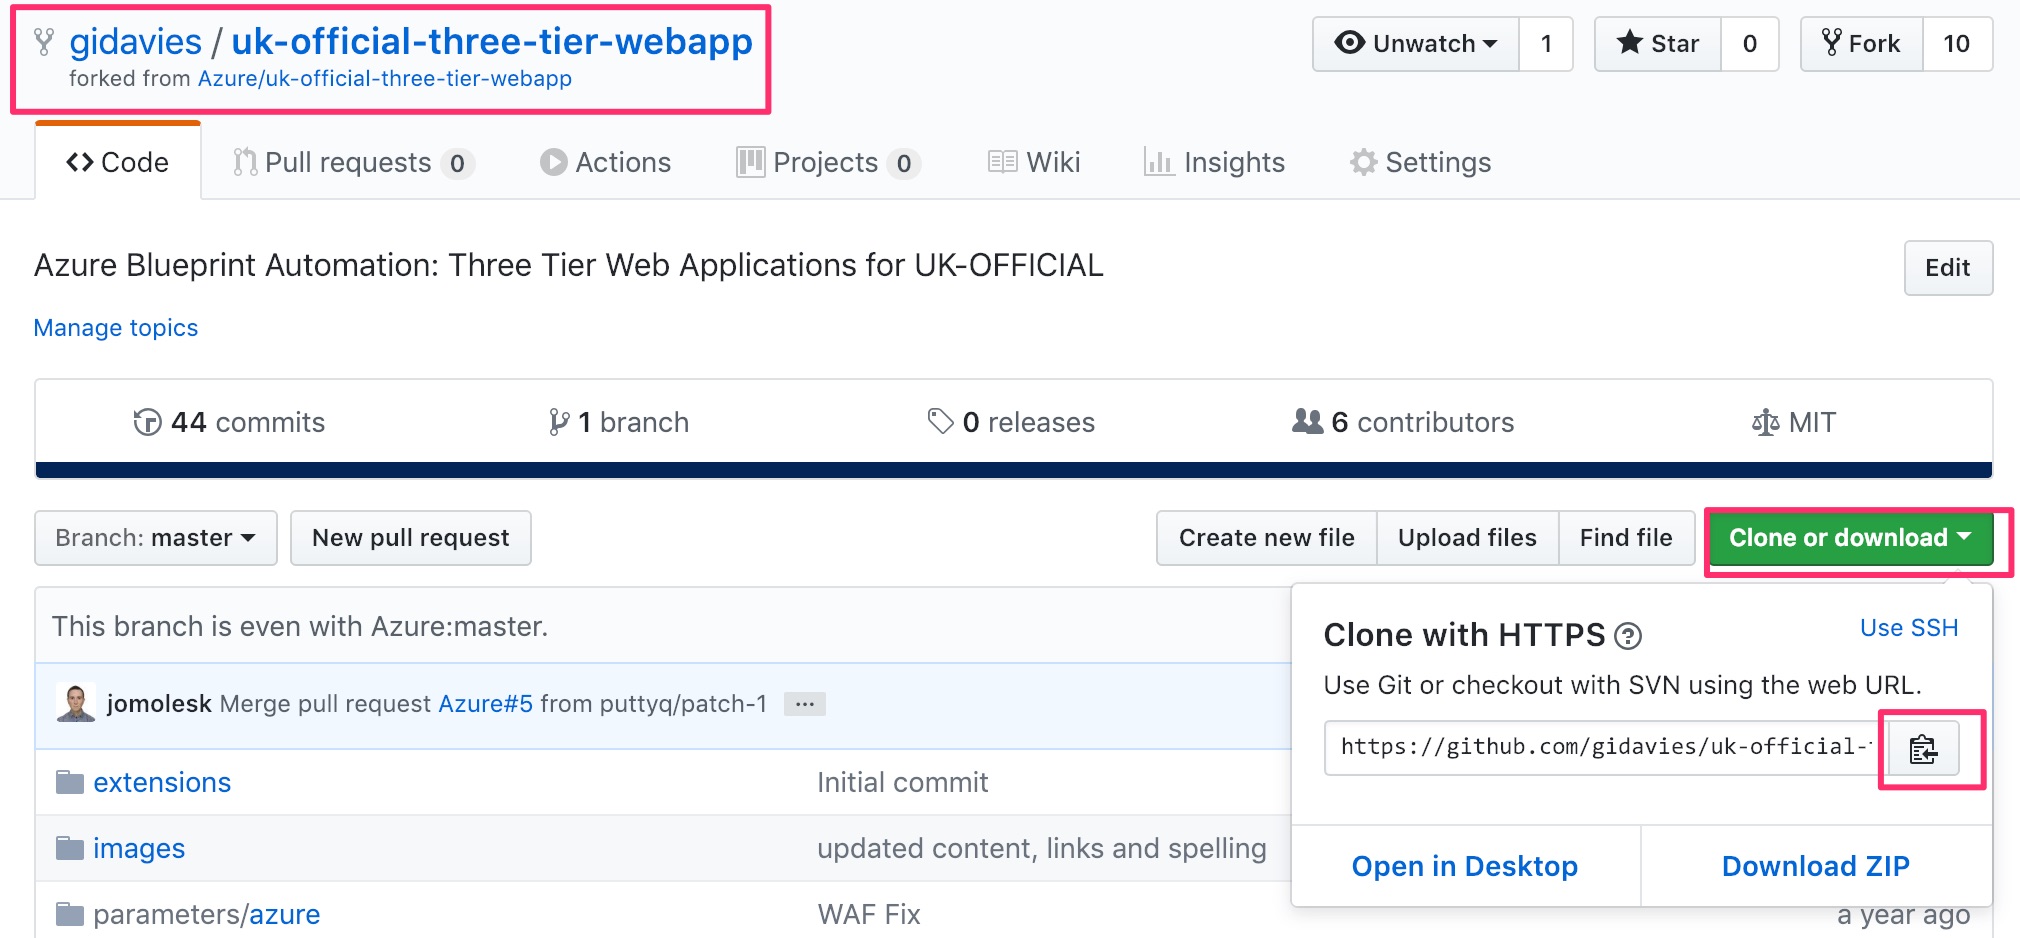 gidavies / uk-official-three-tier-webapp
forked from Azure/uk-official-three-tier-webapp
Unwatch 1 Star 0 Fork 10
Code Pull requests 0 Actions Projects 0 Wiki Insights Settings
Azure Blueprint Automation: Three Tier Web Applications for UK-OFFICIAL
Edit
Manage topics
44 commits 1 branch 0 releases 6 contributors MIT
Branch: master New pull request Create new file Upload files Find file Clone or download
This branch is even with Azure:master.
Clone with HTTPS ? Use SSH
Use Git or checkout with SVN using the web URL.
jomolesk Merge pull request Azure#5 from puttyq/patch-1 ...
https://github.com/gidavies/uk-official-
extensions Initial commit
images updated content, links and spelling
Open in Desktop Download ZIP
parameters/azure WAF Fix a year ago